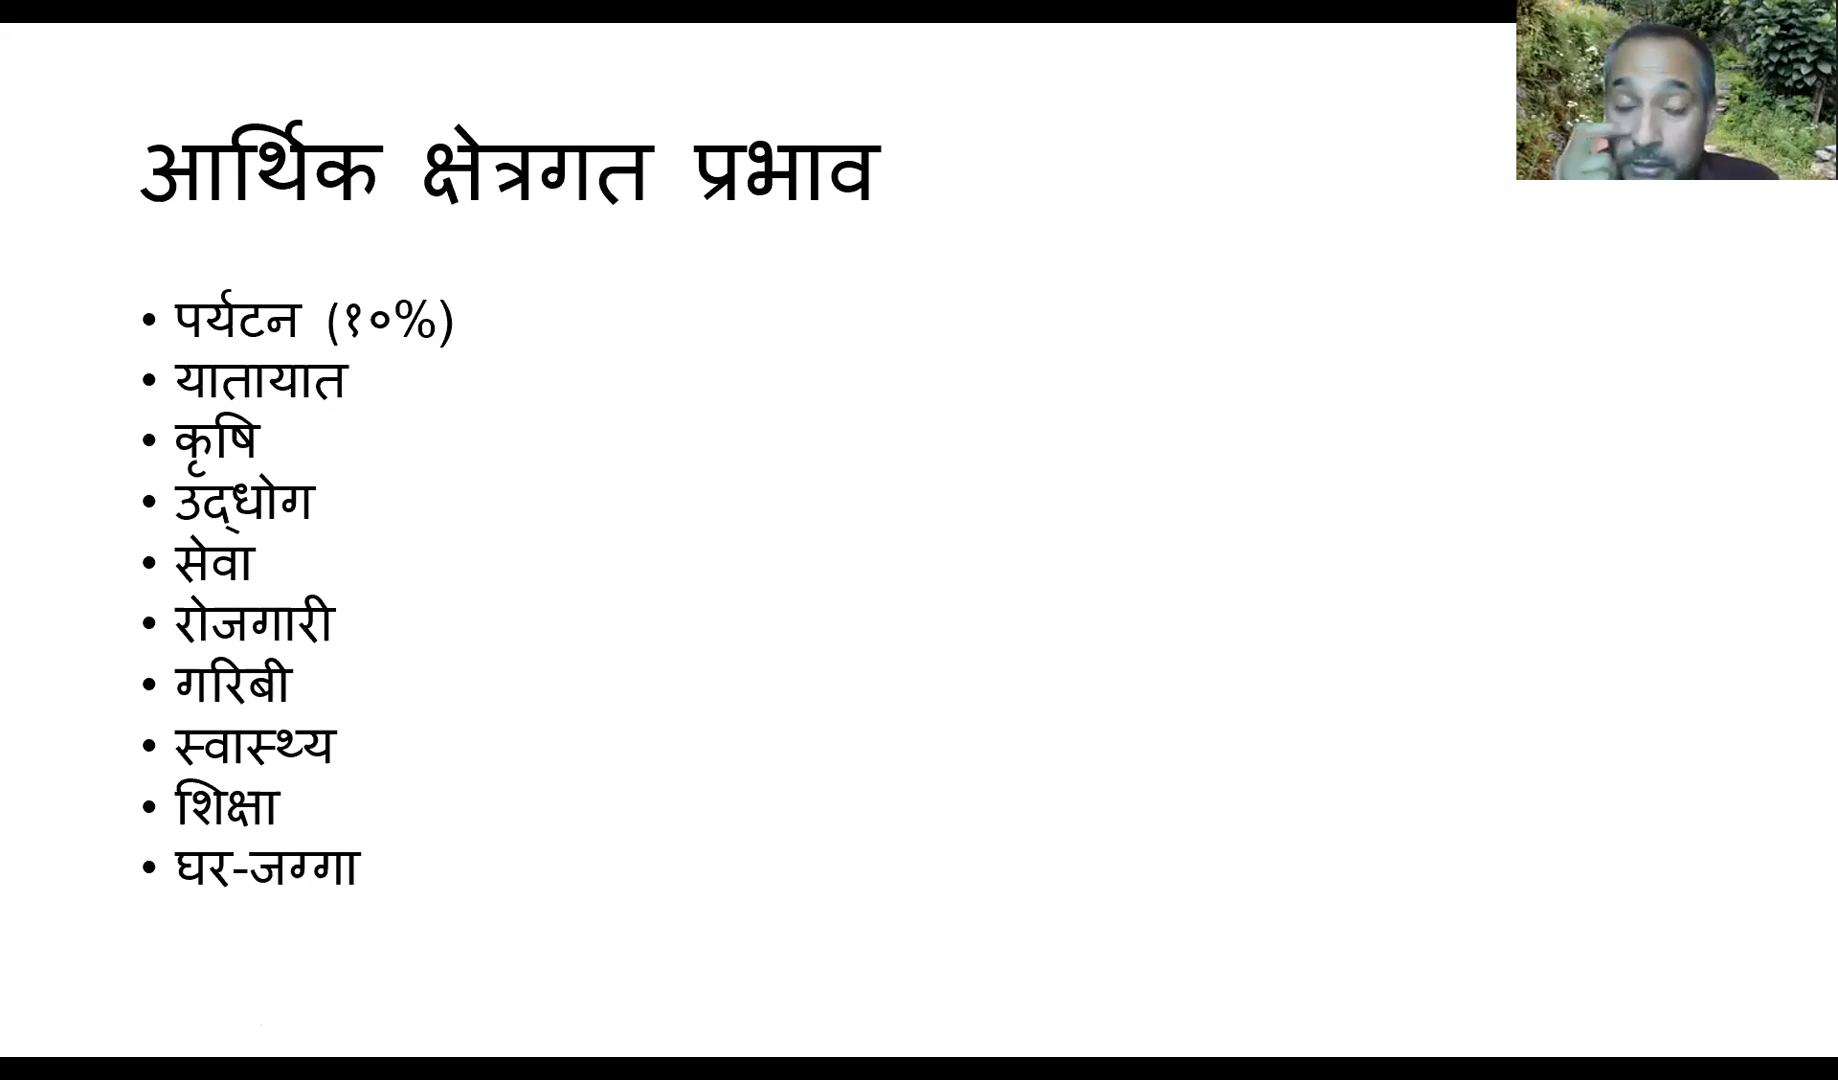 आर्थिक क्षेत्रगत प्रभाव
• पर्यटन (१०%)
• यातायात
• कृषि
• उद्धोग
• सेवा
• रोजगारी
• गरिबी
• स्वास्थ्य
• शिक्षा
• घर-जग्गा